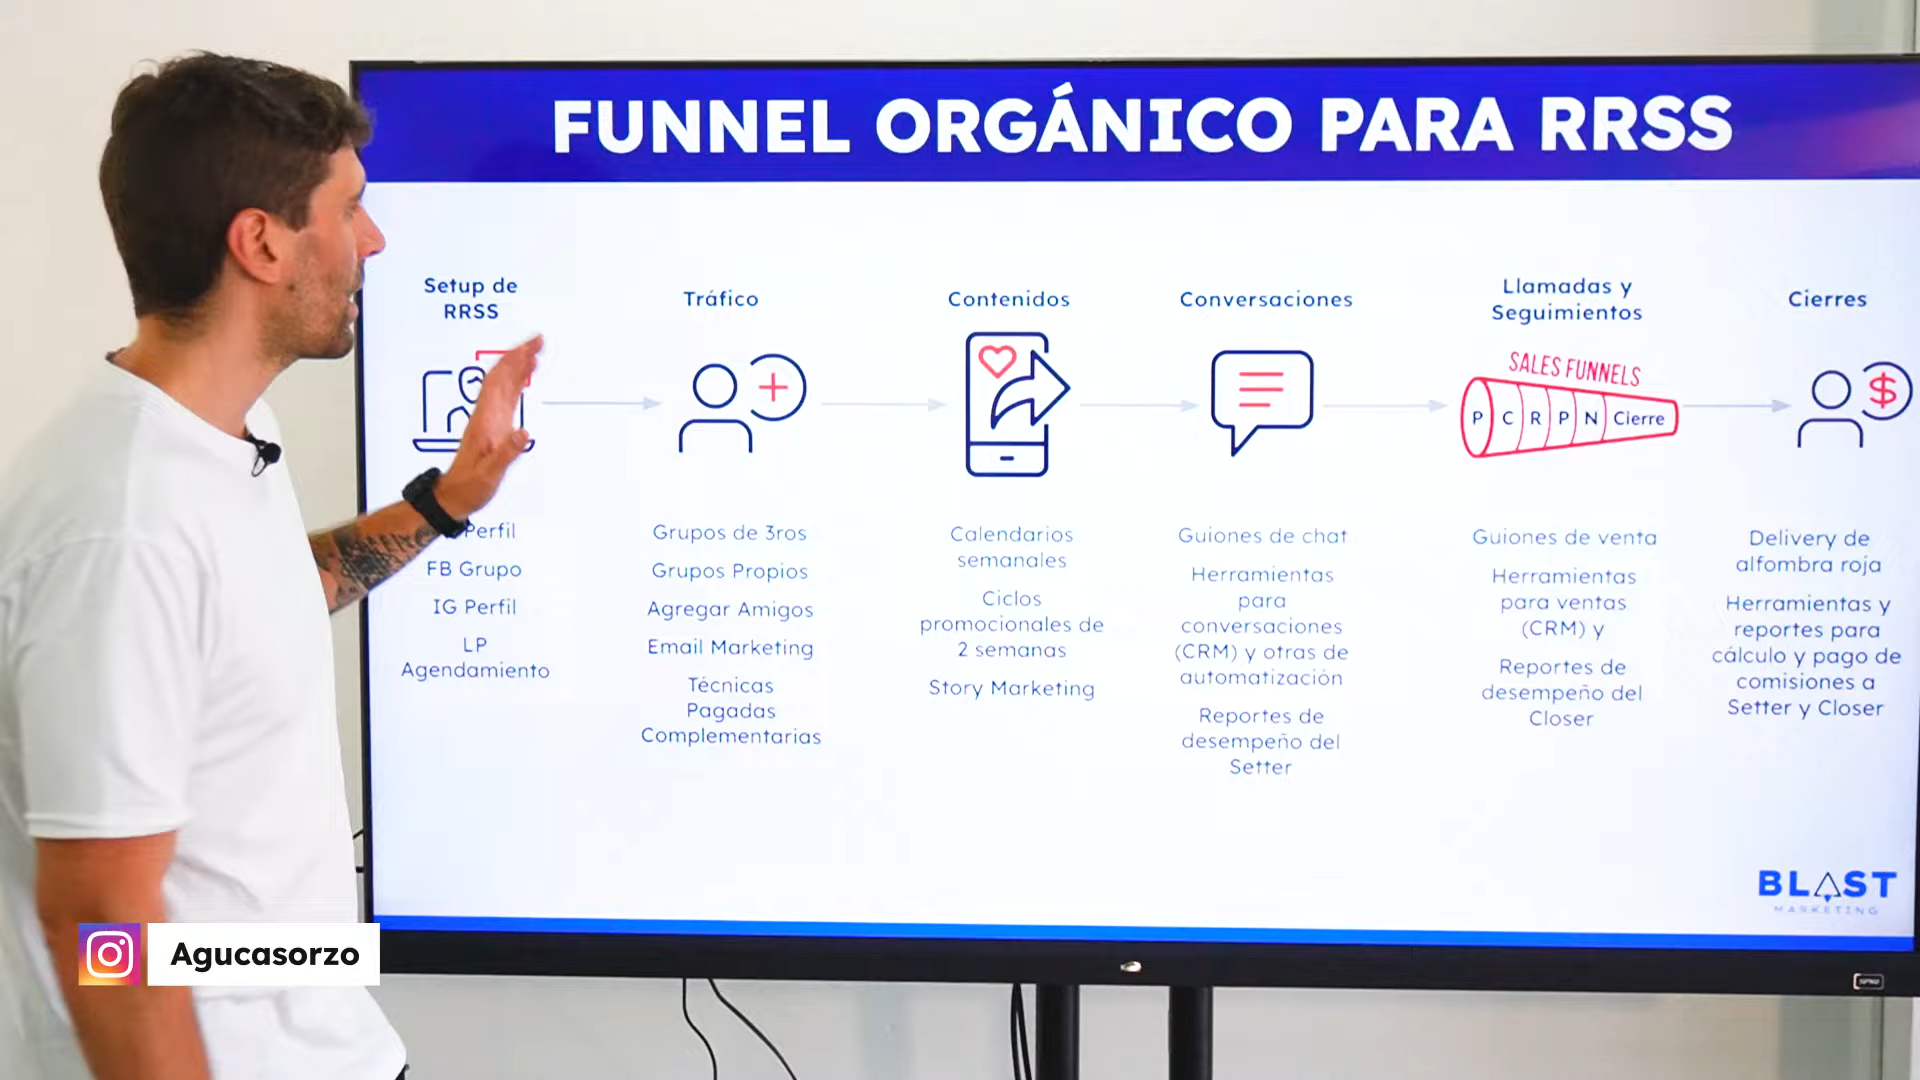 FUNNEL ORGÁNICO PARA RRSS
Setup de
RRSS
Perfil
FB Grupo
IG Perfil
LP
Agendamiento
Tráfico
Grupos de 3ros
Grupos Propios
Agregar Amigos
Email Marketing
Técnicas
Pagadas
Complementarias
Contenidos
Calendarios
semanales
Ciclos
promocionales de
2 semanas
Story Marketing
Conversaciones
Guiones de chat
Herramientas
para
conversaciones
(CRM) y otras de
automatización
Reportes de
desempeño del
Setter
Llamadas y
Seguimientos
SALES FUNNELS
P C R P N Cierre
Guiones de venta
Herramientas
para ventas
(CRM) y
Reportes de
desempeño del
Closer
Cierres
$
Delivery de
alfombra roja
Herramientas y
reportes para
cálculo y pago de
comisiones a
Setter y Closer
BLAST
MARKETING
Agucasorzo